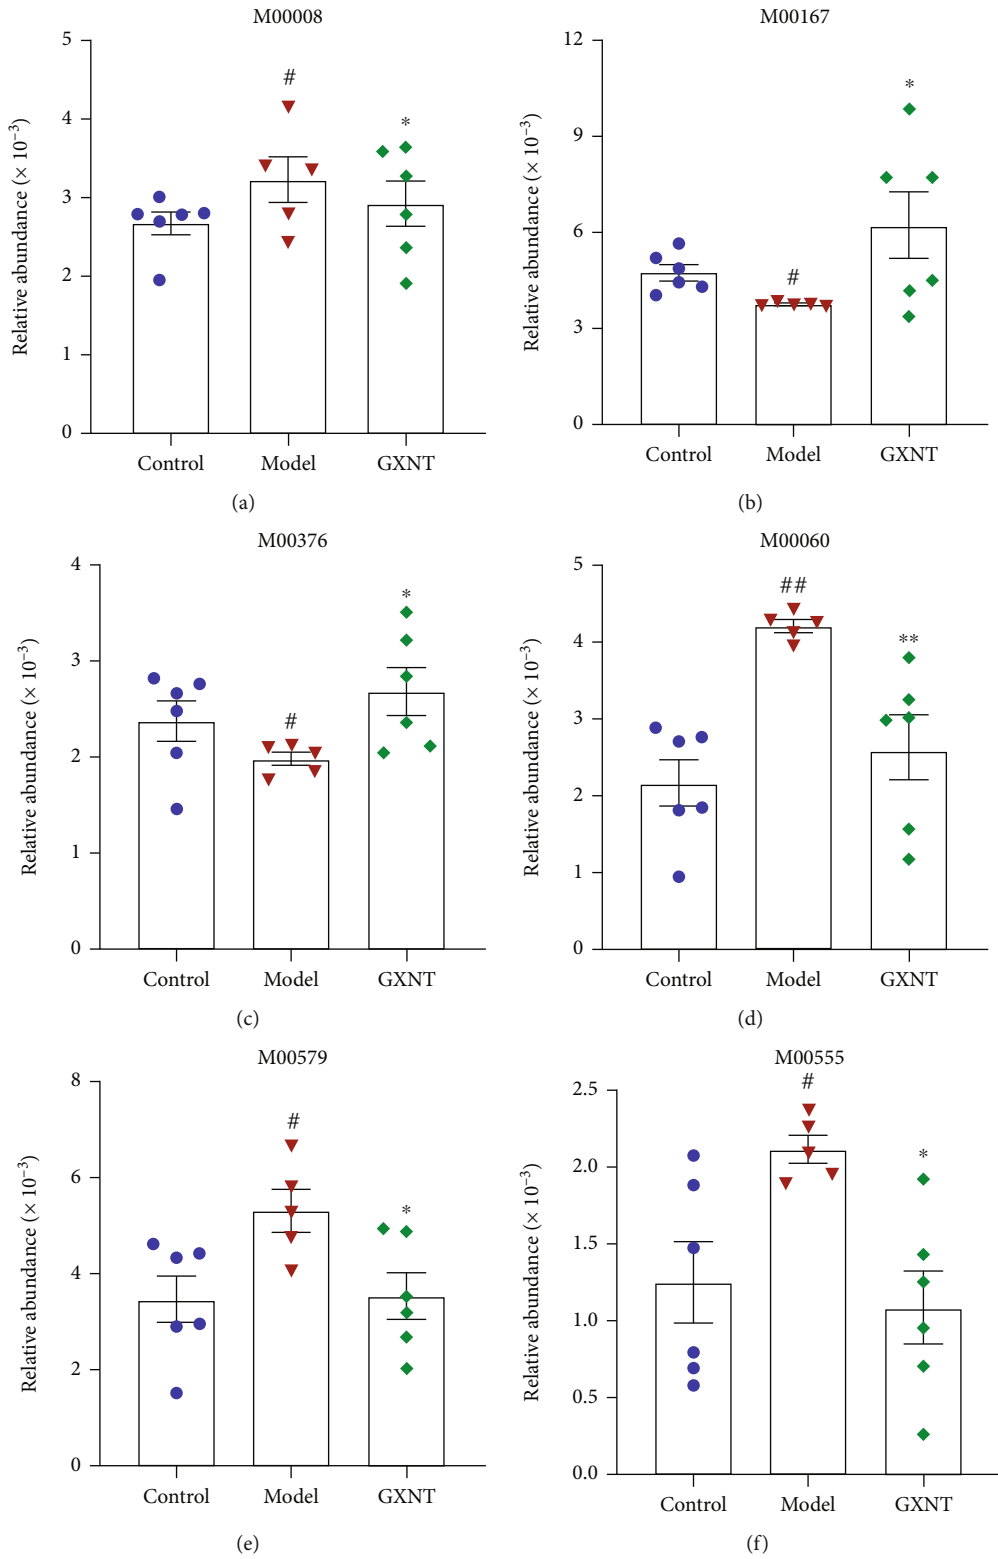 M00008
Relative abundance (× 10⁻³)
5
4
3
2
1
0
#
*
Control Model GXNT
(a)
M00167
Relative abundance (× 10⁻³)
12
9
6
3
0
#
*
Control Model GXNT
(b)
M00376
Relative abundance (× 10⁻³)
4
3
2
1
0
#
*
Control Model GXNT
(c)
M00060
Relative abundance (× 10⁻³)
5
4
3
2
1
0
##
**
Control Model GXNT
(d)
M00579
Relative abundance (× 10⁻³)
8
6
4
2
0
#
*
Control Model GXNT
(e)
M00555
Relative abundance (× 10⁻³)
2.5
2.0
1.5
1.0
0.5
0.0
#
*
Control Model GXNT
(f)